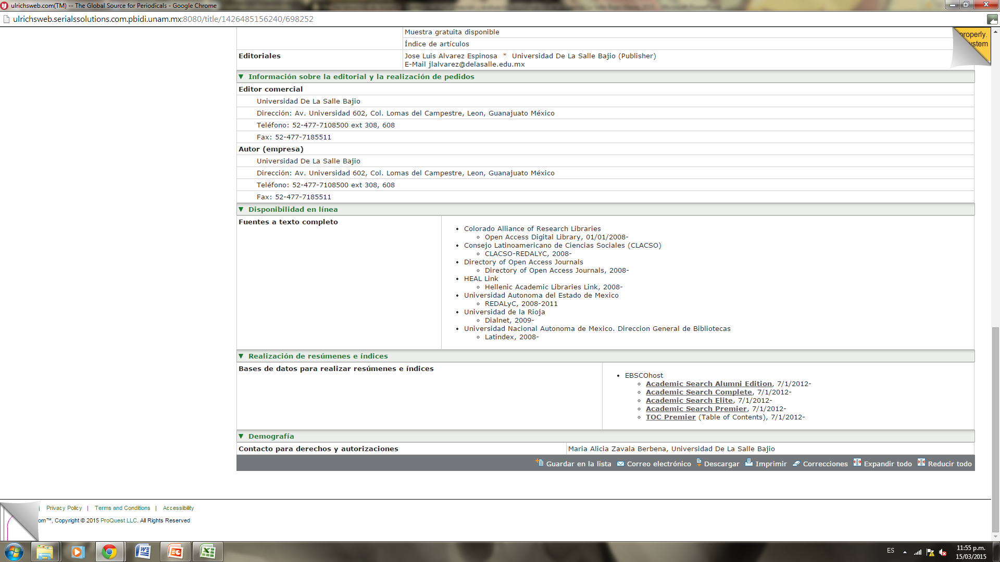 ulrichsweb.com(TM) -- The Global Source for Periodicals - Google Chrome
ulrichsweb.serialssolutions.com.pbidi.unam.mx:8080/title/1426485156240/698252
properly.
Muestra gratuita disponible
Índice de artículos
Editoriales
Jose Luis Alvarez Espinosa * Universidad De La Salle Bajio (Publisher)
E-Mail jlalvarez@delasalle.edu.mx
▼ Información sobre la editorial y la realización de pedidos
Editor comercial
Universidad De La Salle Bajio
Dirección: Av. Universidad 602, Col. Lomas del Campestre, Leon, Guanajuato México
Teléfono: 52-477-7108500 ext 308, 608
Fax: 52-477-7185511
Autor (empresa)
Universidad De La Salle Bajio
Dirección: Av. Universidad 602, Col. Lomas del Campestre, Leon, Guanajuato México
Teléfono: 52-477-7108500 ext 308, 608
Fax: 52-477-7185511
▼ Disponibilidad en línea
Fuentes a texto completo
• Colorado Alliance of Research Libraries
◦ Open Access Digital Library, 01/01/2008-
• Consejo Latinoamericano de Ciencias Sociales (CLACSO)
◦ CLACSO-REDALYC, 2008-
• Directory of Open Access Journals
◦ Directory of Open Access Journals, 2008-
• HEAL Link
◦ Hellenic Academic Libraries Link, 2008-
• Universidad Autonoma del Estado de Mexico
◦ REDALyC, 2008-2011
• Universidad de la Rioja
◦ Dialnet, 2009-
• Universidad Nacional Autonoma de Mexico. Direccion General de Bibliotecas
◦ Latindex, 2008-
▼ Realización de resúmenes e índices
Bases de datos para realizar resúmenes e índices
• EBSCOhost
◦ Academic Search Alumni Edition, 7/1/2012-
◦ Academic Search Complete, 7/1/2012-
◦ Academic Search Elite, 7/1/2012-
◦ Academic Search Premier, 7/1/2012-
◦ TOC Premier (Table of Contents), 7/1/2012-
▼ Demografía
Contacto para derechos y autorizaciones
Maria Alicia Zavala Berbena, Universidad De La Salle Bajio
Guardar en la lista Correo electrónico Descargar Imprimir Correcciones Expandir todo Reducir todo
| Privacy Policy | Terms and Conditions | Accessibility
om™, Copyright © 2015 ProQuest LLC. All Rights Reserved
ES
11:55 p.m.
15/03/2015